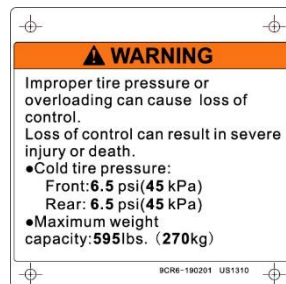 WARNING
Improper tire pressure or
overloading can cause loss of
control.
Loss of control can result in severe
injury or death.
●Cold tire pressure:
Front:6.5 psi(45 kPa)
Rear: 6.5 psi(45 kPa)
●Maximum weight
capacity:595lbs. (270kg)
9CR6-190201 US1310